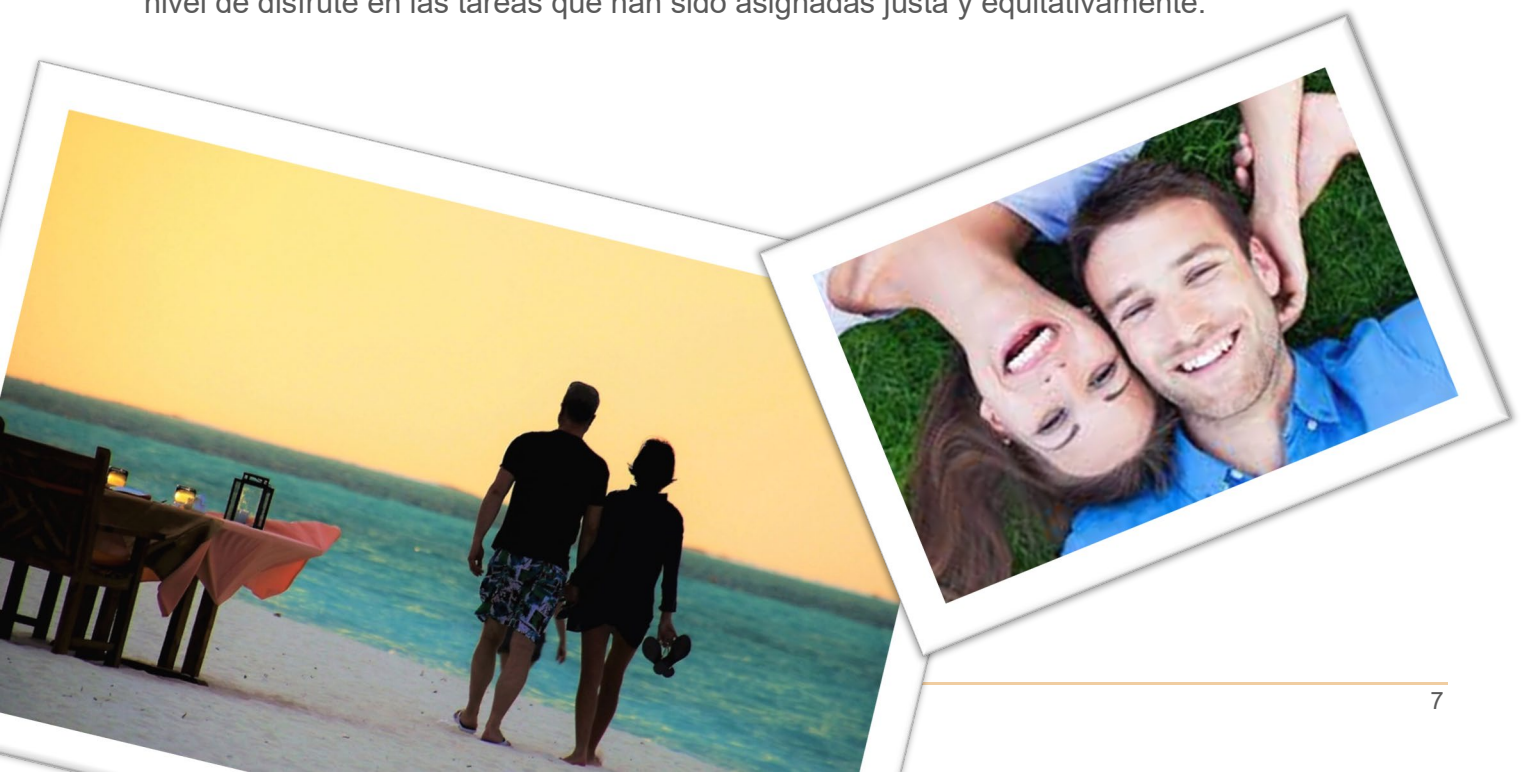 nivel de disfrute en las tareas que han sido asignadas justa y equitativamente.
7